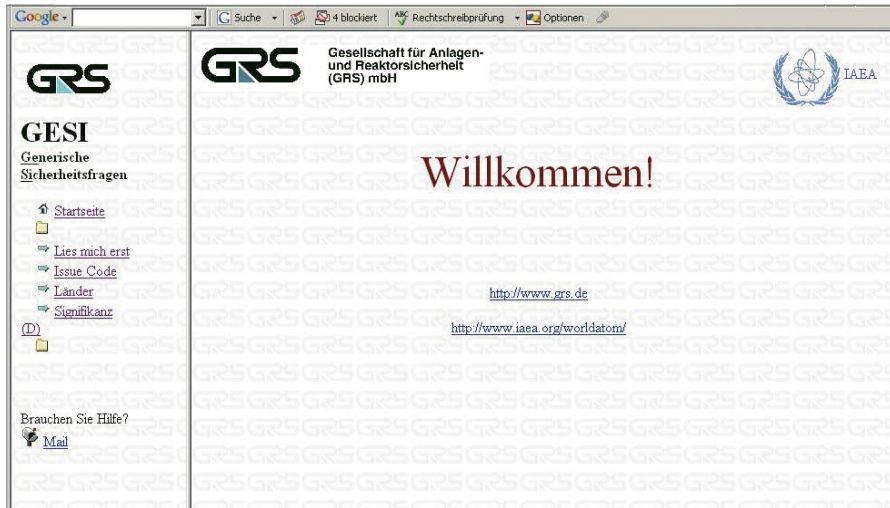 Google
Suche
4 blockiert
ABC
Rechtschreibprüfung
Optionen
GRS
GESI
Generische
Sicherheitsfragen
Startseite
Lies mich erst
Issue Code
Länder
Signifikanz
(D)
Brauchen Sie Hilfe?
Mail
GRS
Gesellschaft für Anlagen-
und Reaktorsicherheit
(GRS) mbH
IAEA
Willkommen!
http://www.grs.de
http://www.iaea.org/worldatom/